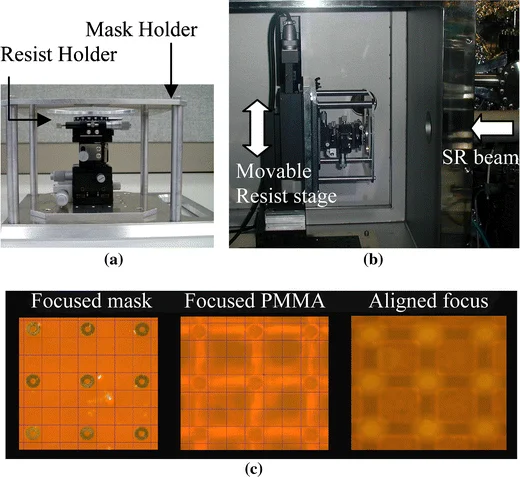 Mask Holder
Resist Holder
Movable
Resist stage
SR beam
(a)
(b)
Focused mask
Focused PMMA
Aligned focus
(c)